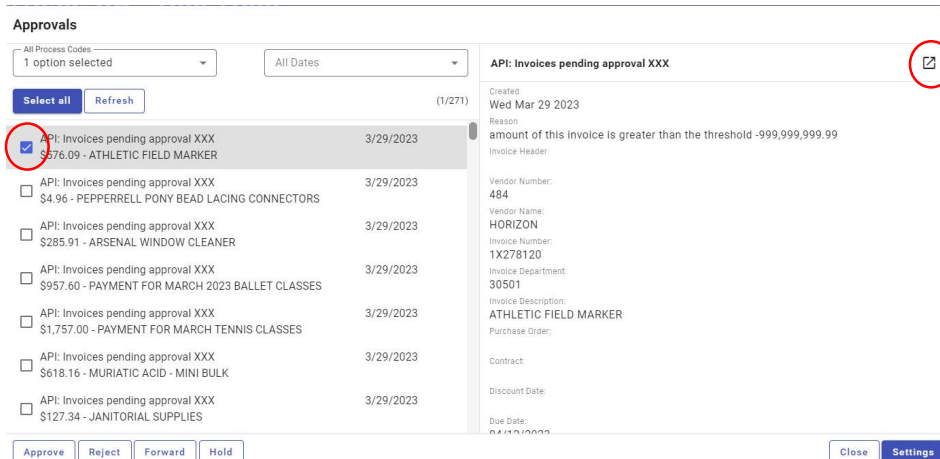 Approvals
All Process Codes
1 option selected
All Dates
Select all
Refresh
(1/271)
API: Invoices pending approval XXX
3/29/2023
$576.09 - ATHLETIC FIELD MARKER
API: Invoices pending approval XXX
3/29/2023
$4.96 - PEPPERRELL PONY BEAD LACING CONNECTORS
API: Invoices pending approval XXX
3/29/2023
$285.91 - ARSENAL WINDOW CLEANER
API: Invoices pending approval XXX
3/29/2023
$957.60 - PAYMENT FOR MARCH 2023 BALLET CLASSES
API: Invoices pending approval XXX
3/29/2023
$1,757.00 - PAYMENT FOR MARCH TENNIS CLASSES
API: Invoices pending approval XXX
3/29/2023
$618.16 - MURIATIC ACID - MINI BULK
API: Invoices pending approval XXX
3/29/2023
$127.34 - JANITORIAL SUPPLIES
API: Invoices pending approval XXX
Created
Wed Mar 29 2023
Reason
amount of this invoice is greater than the threshold -999,999,999.99
Invoice Header
Vendor Number:
484
Vendor Name:
HORIZON
Invoice Number:
1X278120
Invoice Department:
30501
Invoice Description:
ATHLETIC FIELD MARKER
Purchase Order:
Contract:
Discount Date:
Due Date:
04/12/2023
Approve
Reject
Forward
Hold
Close
Settings